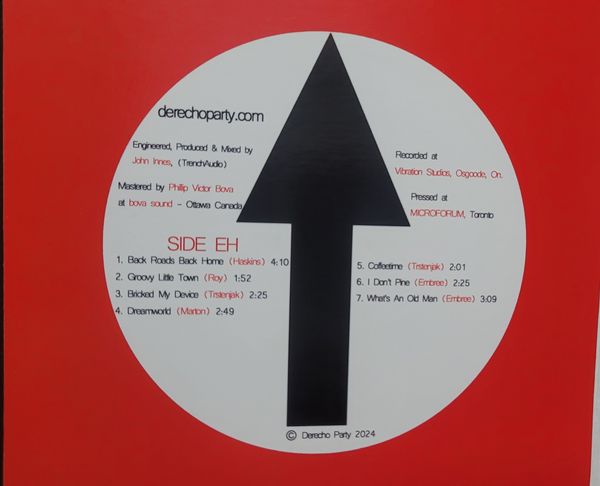 derechoparty.com
Engineered, Produced & Mixed by
John Innes, (TrenchAudio)
Mastered by Phillip Victor Bova
at bova sound - Ottawa Canada
Recorded at
Vibration Studios, Osgoode, On.
Pressed at
MICROFORUM, Toronto
SIDE EH
1. Back Roads Back Home (Haskins) 4:10
2. Groovy Little Town (Roy) 1:52
3. Bricked My Device (Trstenjak) 2:25
4. Dreamworld (Marton) 2:49
5. Coffeetime (Trstenjak) 2:01
6. I Don't Pine (Embree) 2:25
7. What's An Old Man (Embree) 3:09
© Derecho Party 2024